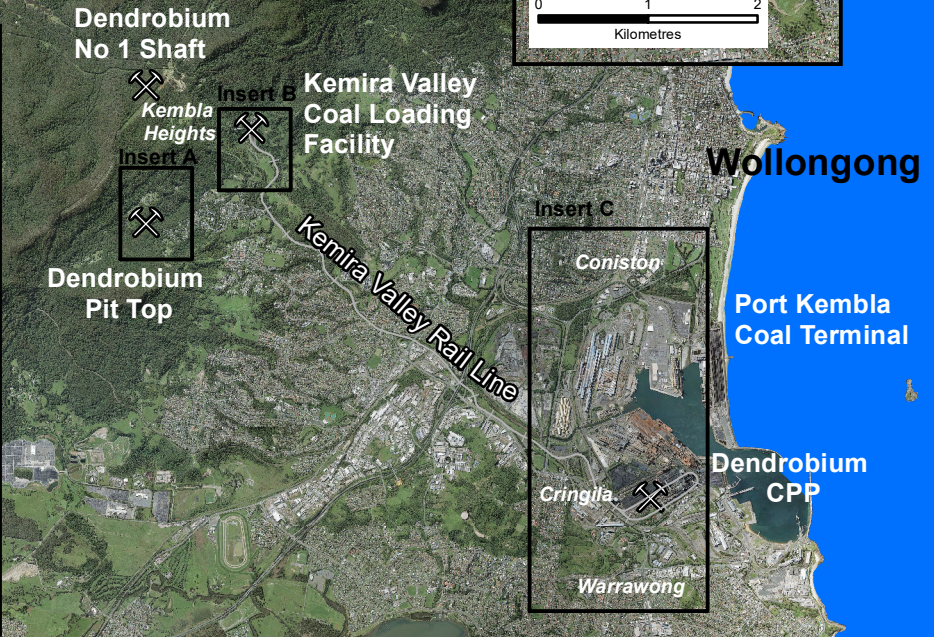 0 1 2
Kilometres
Dendrobium
No 1 Shaft
Insert B
Kemira Valley
Coal Loading
Facility
Kembla
Heights
Insert A
Wollongong
Insert C
Kemira Valley Rail Line
Coniston
Dendrobium
Pit Top
Port Kembla
Coal Terminal
Dendrobium
CPP
Cringila
Warrawong